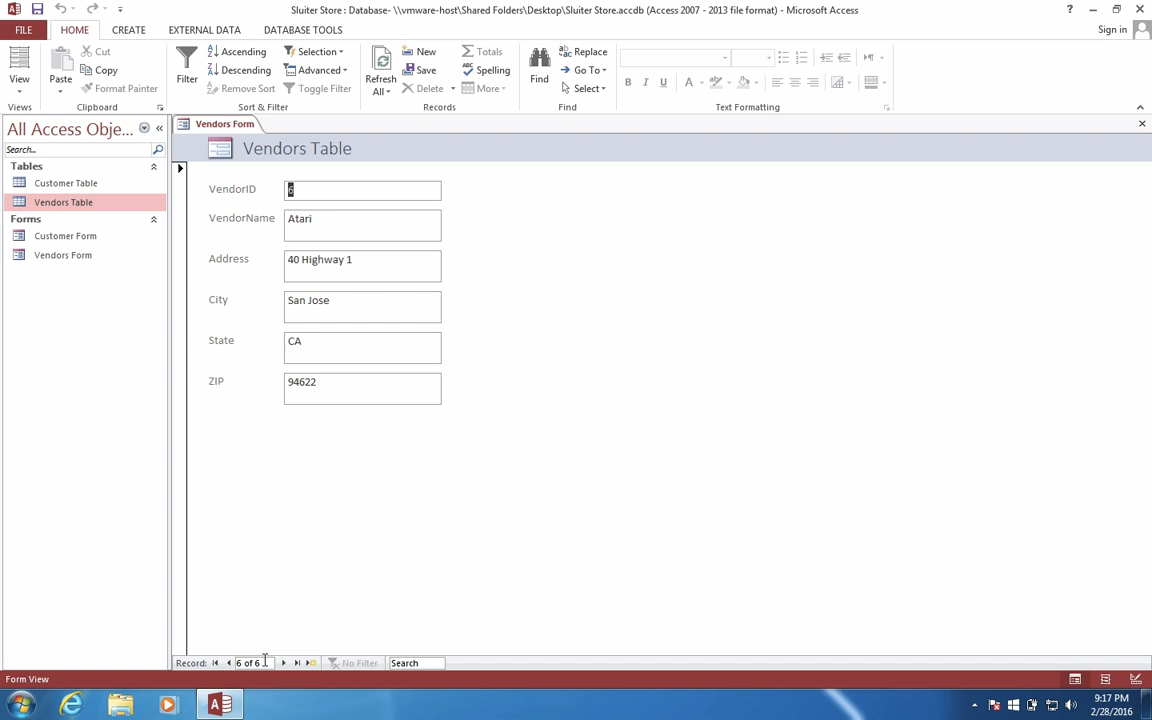 Sluiter Store : Database- \\vmware-host\Shared Folders\Desktop\Sluiter Store.accdb (Access 2007 - 2013 file format) - Microsoft Access
?
FILE HOME CREATE EXTERNAL DATA DATABASE TOOLS Sign in
View
Views
Paste
Cut
Copy
Format Painter
Clipboard
Filter
Ascending
Descending
Remove Sort
Selection
Advanced
Toggle Filter
Sort & Filter
Refresh
All
New
Save
Delete
Totals
Spelling
More
Records
Find
Replace
Go To
Select
Find
B I U A
Text Formatting
All Access Obje...
Search...
Tables
Customer Table
Vendors Table
Forms
Customer Form
Vendors Form
Vendors Form
Vendors Table
VendorID 6
VendorName Atari
Address 40 Highway 1
City San Jose
State CA
ZIP 94622
Record: 6 of 6 No Filter Search
Form View
9:17 PM
2/28/2016